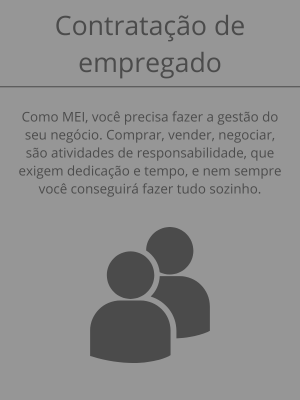 Contratação de
empregado
Como MEI, você precisa fazer a gestão do
seu negócio. Comprar, vender, negociar,
são atividades de responsabilidade, que
exigem dedicação e tempo, e nem sempre
você conseguirá fazer tudo sozinho.